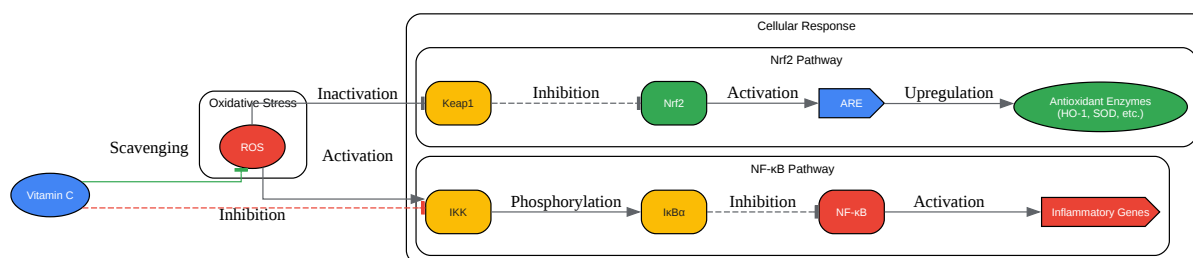 Cellular Response
Nrf2 Pathway
Oxidative Stress
Inactivation
Keap1
Inhibition
Nrf2
Activation
ARE
Upregulation
Antioxidant Enzymes
(HO-1, SOD, etc.)
Scavenging
ROS
Activation
NF-κB Pathway
Vitamin C
Inhibition
IKK
Phosphorylation
IκBα
Inhibition
NF-κB
Activation
Inflammatory Genes